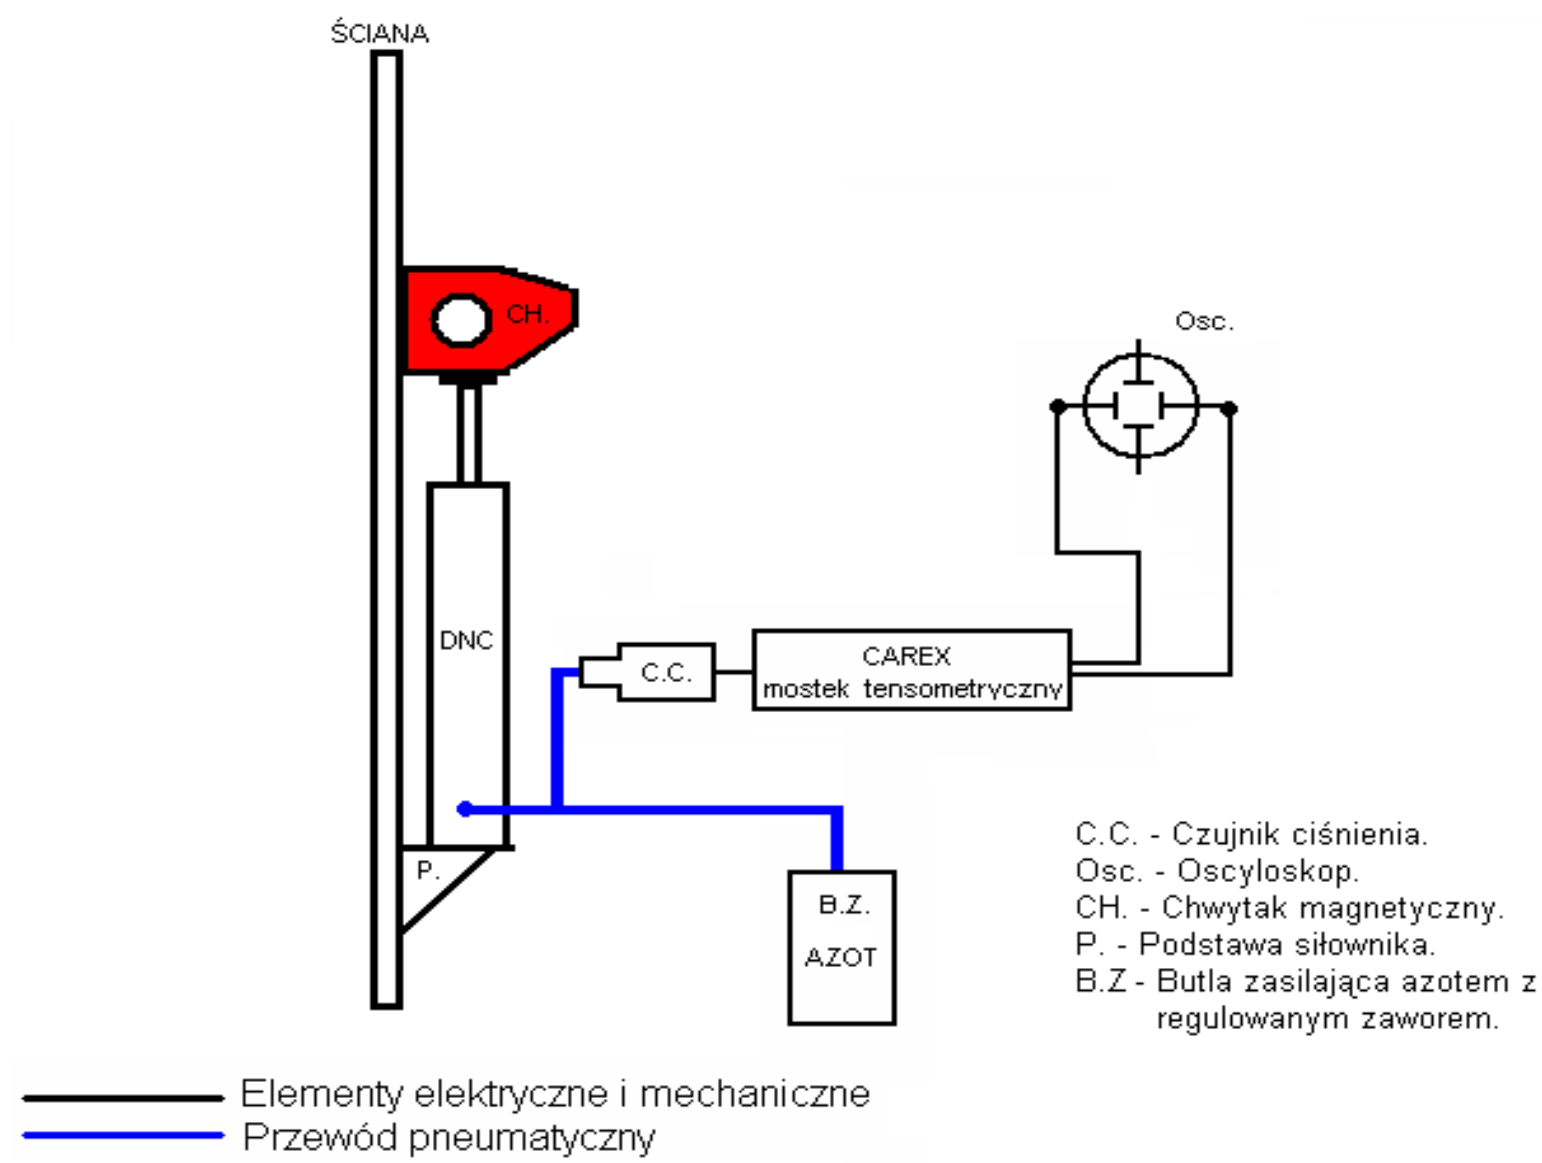 ŚCIANA
CH.
Osc.
DNC
C.C.
CAREX
mostek tensometryczny
P.
B.Z.
AZOT
C.C. - Czujnik ciśnienia.
Osc. - Oscyloskop.
CH. - Chwytak magnetyczny.
P. - Podstawa siłownika.
B.Z - Butla zasilająca azotem z
regulowanym zaworem.
Elementy elektryczne i mechaniczne
Przewód pneumatyczny